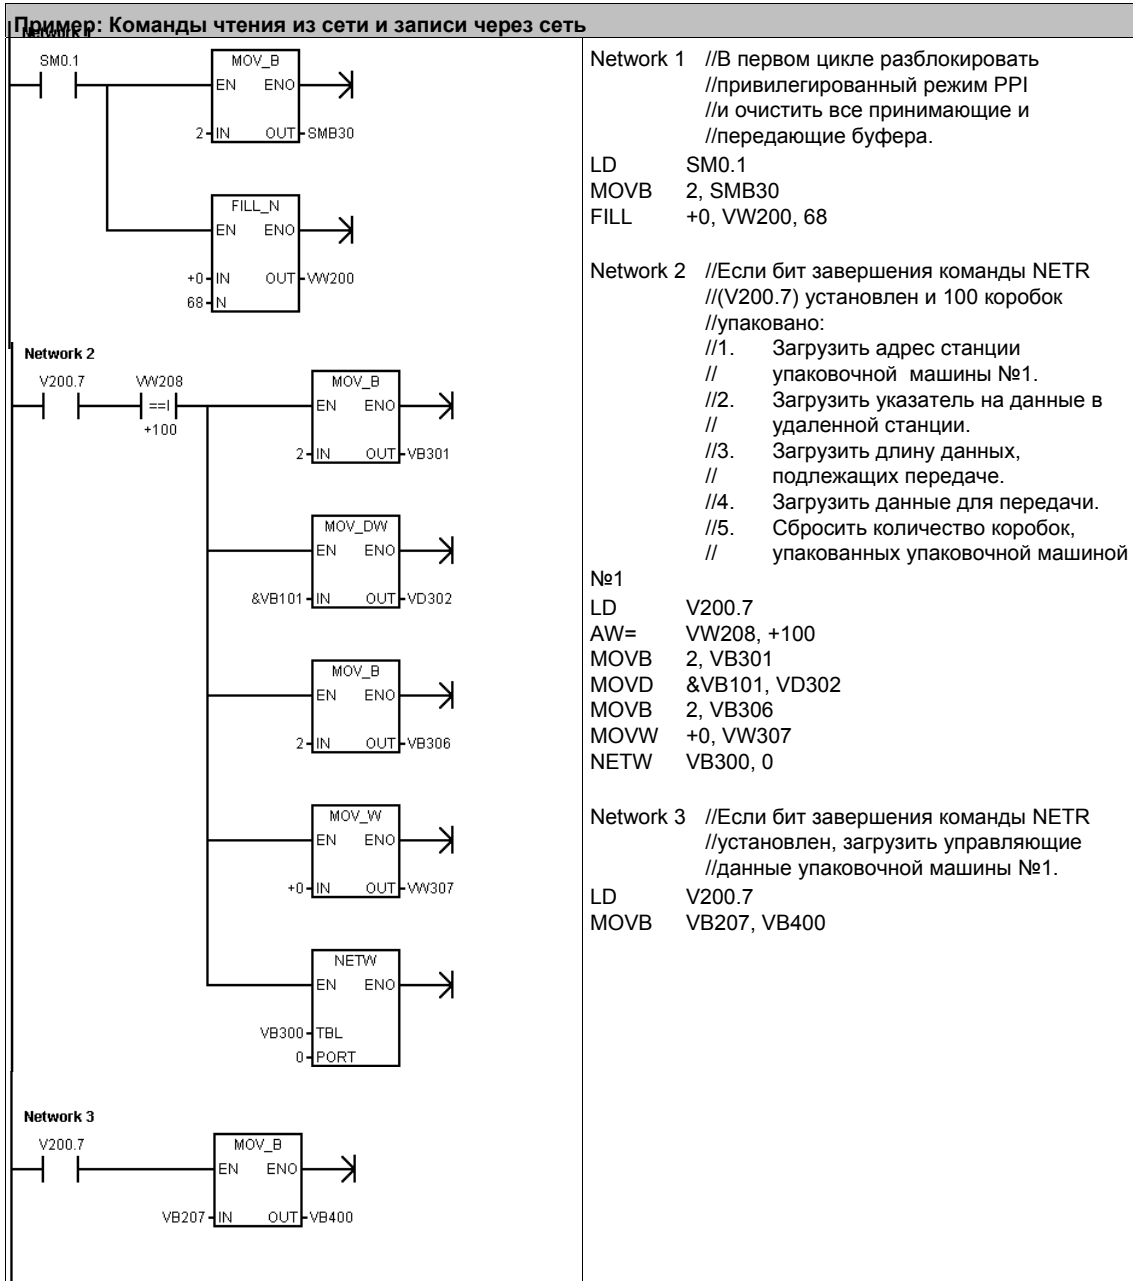 Пример: Команды чтения из сети и записи через сеть
Network 1
SM0.1
MOV_B
EN ENO
2 IN OUT SMB30
FILL_N
EN ENO
+0 IN OUT VW200
68 N
Network 2
V200.7 VW208 MOV_B
==I EN ENO
+100
2 IN OUT VB301
MOV_DW
EN ENO
&VB101 IN OUT VD302
MOV_B
EN ENO
2 IN OUT VB306
MOV_W
EN ENO
+0 IN OUT VW307
NETW
EN ENO
VB300 TBL
0 PORT
Network 3
V200.7 MOV_B
EN ENO
VB207 IN OUT VB400
Network 1 //В первом цикле разблокировать
//привилегированный режим PPI
//и очистить все принимающие и
//передающие буфера.
LD SM0.1
MOVB 2, SMB30
FILL +0, VW200, 68
Network 2 //Если бит завершения команды NETR
//(V200.7) установлен и 100 коробок
//упаковано:
//1. Загрузить адрес станции
// упаковочной машины №1.
//2. Загрузить указатель на данные в
// удаленной станции.
//3. Загрузить длину данных,
// подлежащих передаче.
//4. Загрузить данные для передачи.
//5. Сбросить количество коробок,
// упакованных упаковочной машиной
№1
LD V200.7
AW= VW208, +100
MOVB 2, VB301
MOVD &VB101, VD302
MOVB 2, VB306
MOVW +0, VW307
NETW VB300, 0
Network 3 //Если бит завершения команды NETR
//установлен, загрузить управляющие
//данные упаковочной машины №1.
LD V200.7
MOVB VB207, VB400